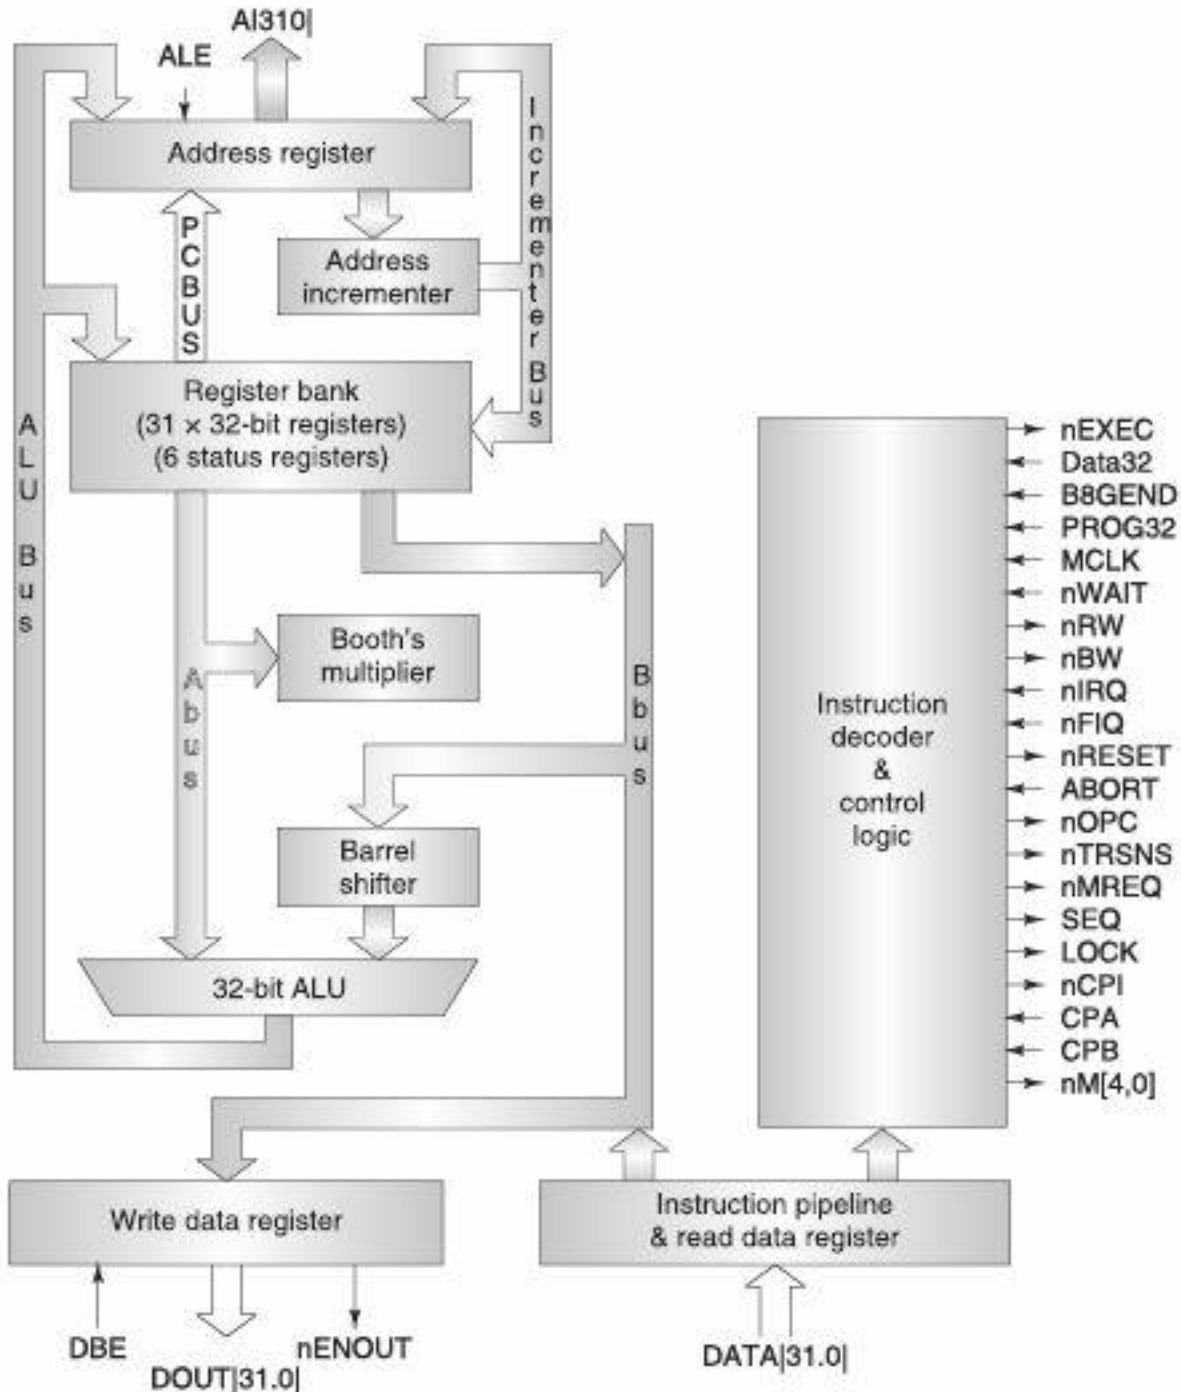 AI310|
ALE
Address register
Incrementer Bus
PCBUS
Address
incrementer
Register bank
(31 × 32-bit registers)
(6 status registers)
ALU Bus
Booth's
multiplier
Abus
Bbus
Barrel
shifter
32-bit ALU
Instruction
decoder
&
control
logic
nEXEC
Data32
B8GEND
PROG32
MCLK
nWAIT
nRW
nBW
nIRQ
nFIQ
nRESET
ABORT
nOPC
nTRSNS
nMREQ
SEQ
LOCK
nCPI
CPA
CPB
nM[4,0]
Write data register
Instruction pipeline
& read data register
DBE
nENOUT
DOUT|31.0|
DATA|31.0|